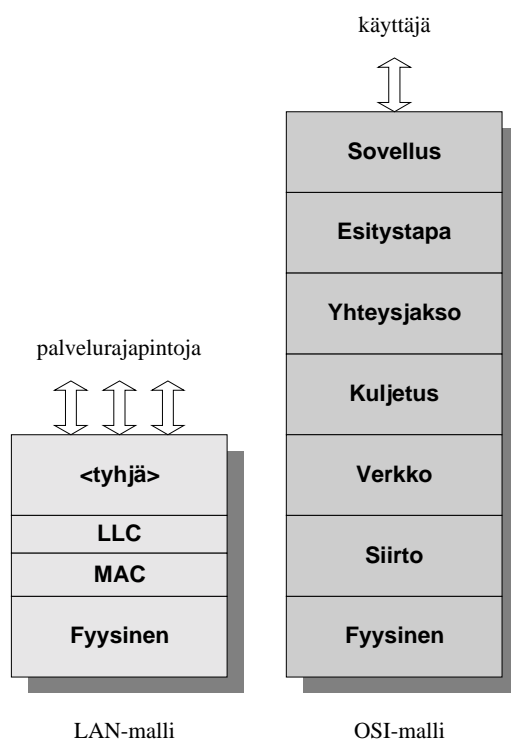 käyttäjä
Sovellus
Esitystapa
Yhteysjakso
palvelurajapintoja
Kuljetus
<tyhjä>
Verkko
LLC
MAC
Siirto
Fyysinen
Fyysinen
LAN-malli
OSI-malli